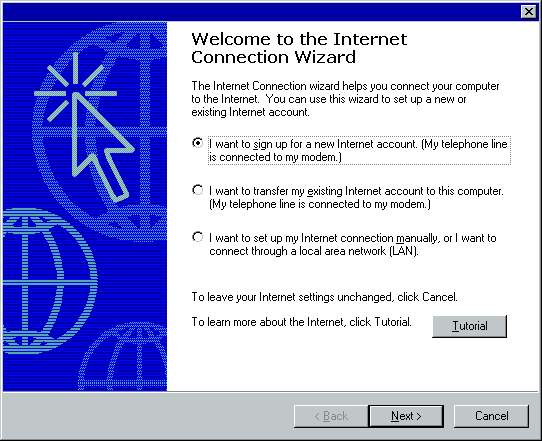 Welcome to the Internet
Connection Wizard
The Internet Connection wizard helps you connect your computer
to the Internet. You can use this wizard to set up a new or
existing Internet account.
I want to sign up for a new Internet account. (My telephone line
is connected to my modem.)
I want to transfer my existing Internet account to this computer.
(My telephone line is connected to my modem.)
I want to set up my Internet connection manually, or I want to
connect through a local area network (LAN).
To leave your Internet settings unchanged, click Cancel.
To learn more about the Internet, click Tutorial.
Tutorial
< Back
Next >
Cancel